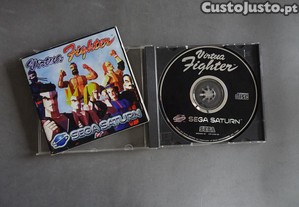 CustoJusto.pt
Virtua Fighter
SEGA SATURN
Virtua
Fighter
SEGA SATURN
SEGA